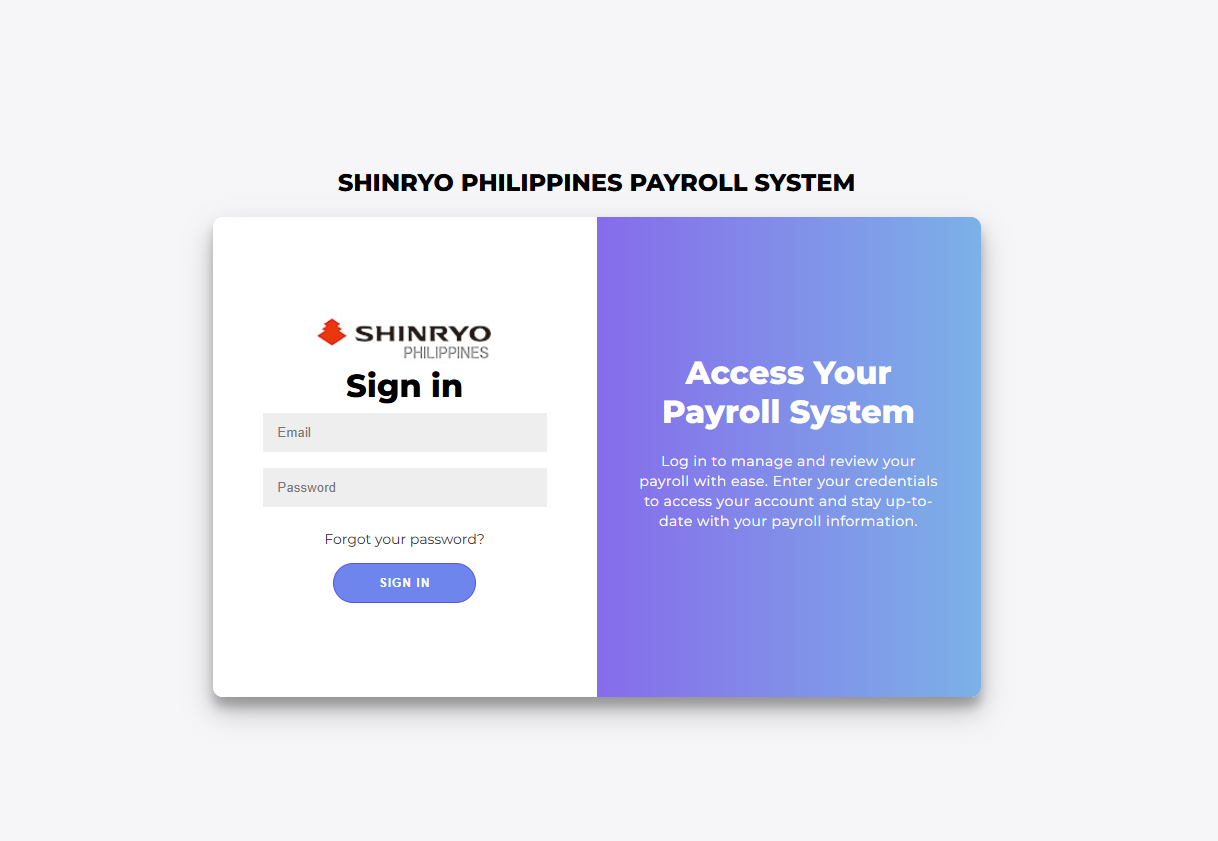 SHINRYO PHILIPPINES PAYROLL SYSTEM
SHINRYO
PHILIPPINES
Sign in
Email
Password
Forgot your password?
SIGN IN
Access Your
Payroll System
Log in to manage and review your
payroll with ease. Enter your credentials
to access your account and stay up-to-
date with your payroll information.